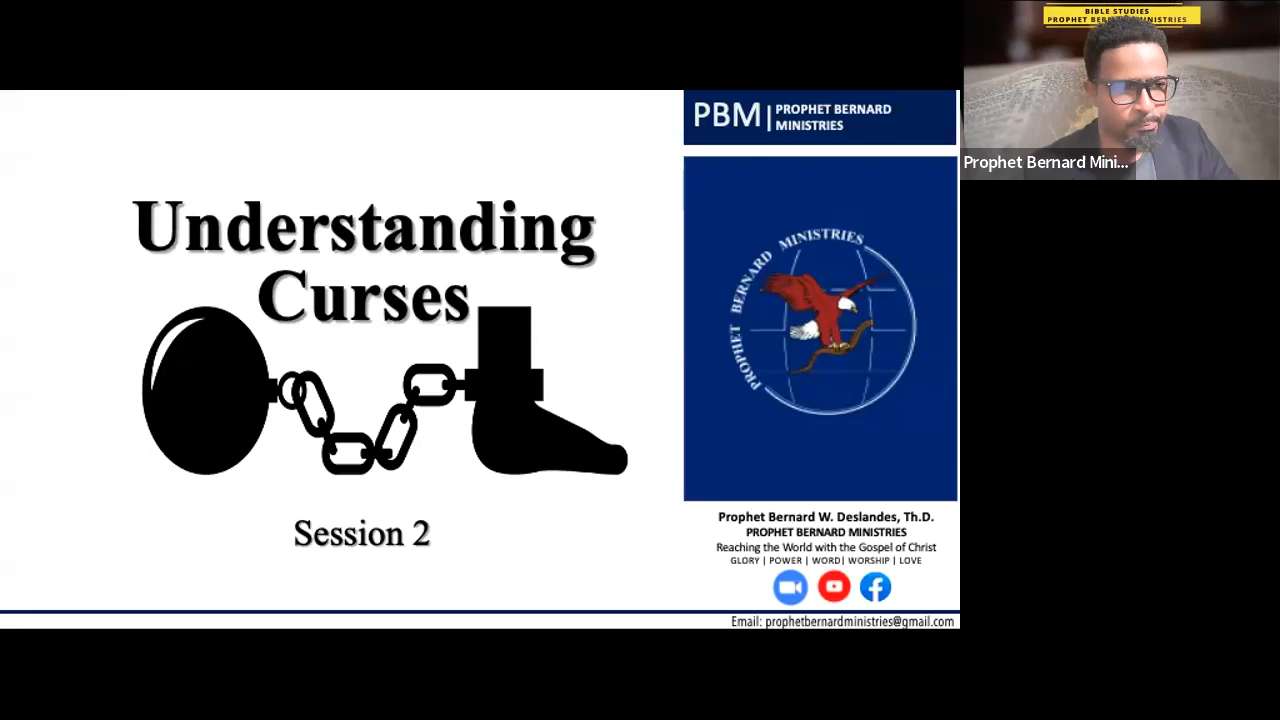 BIBLE STUDIES
PROPHET BERNARD MINISTRIES
Prophet Bernard Mini...
PBM | PROPHET BERNARD
MINISTRIES
Understanding
Curses
PROPHET BERNARD MINISTRIES
Session 2
Prophet Bernard W. Deslandes, Th.D.
PROPHET BERNARD MINISTRIES
Reaching the World with the Gospel of Christ
GLORY | POWER | WORD| WORSHIP | LOVE
Email: prophetbernardministries@gmail.com